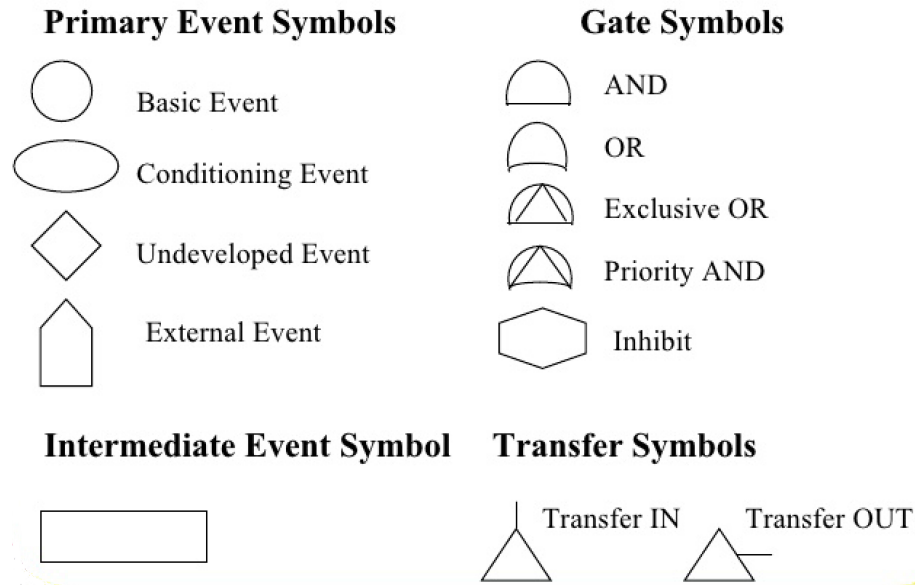 Primary Event Symbols
Basic Event
Conditioning Event
Undeveloped Event
External Event
Gate Symbols
AND
OR
Exclusive OR
Priority AND
Inhibit
Intermediate Event Symbol
Transfer Symbols
Transfer IN
Transfer OUT